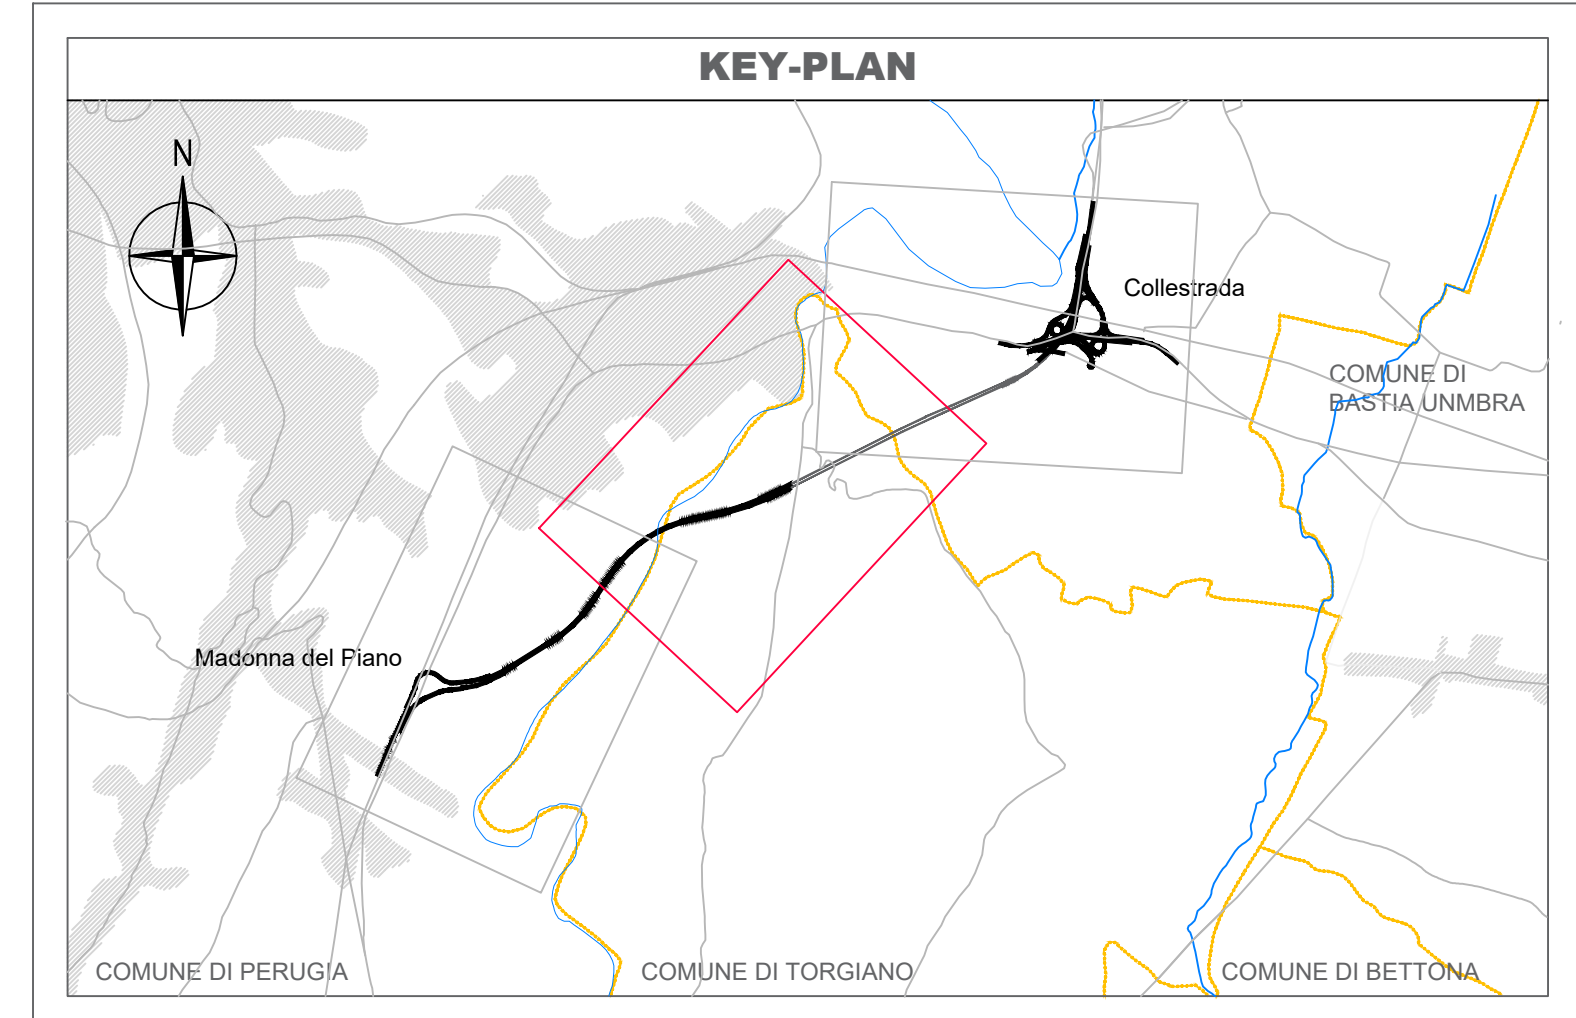 KEY-PLAN
N
Collestrada
COMUNE DI
BASTIA UNMBRA
Madonna del Piano
COMUNE DI PERUGIA
COMUNE DI TORGIANO
COMUNE DI BETTONA